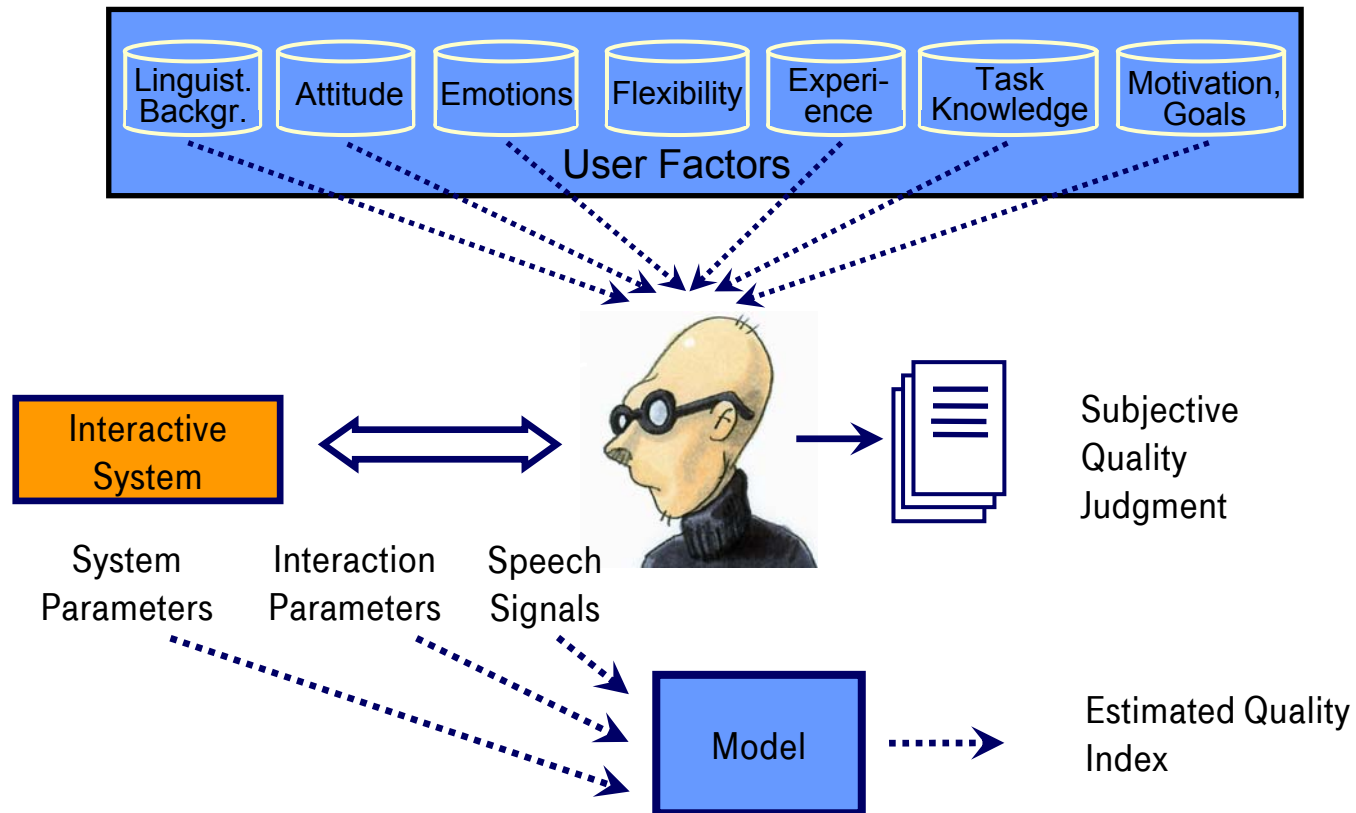 Linguist.
Backgr.
Attitude
Emotions
Flexibility
Experi-
ence
Task
Knowledge
Motivation,
Goals
User Factors
Interactive
System
Subjective
Quality
Judgment
System
Parameters
Interaction
Parameters
Speech
Signals
Model
Estimated Quality
Index